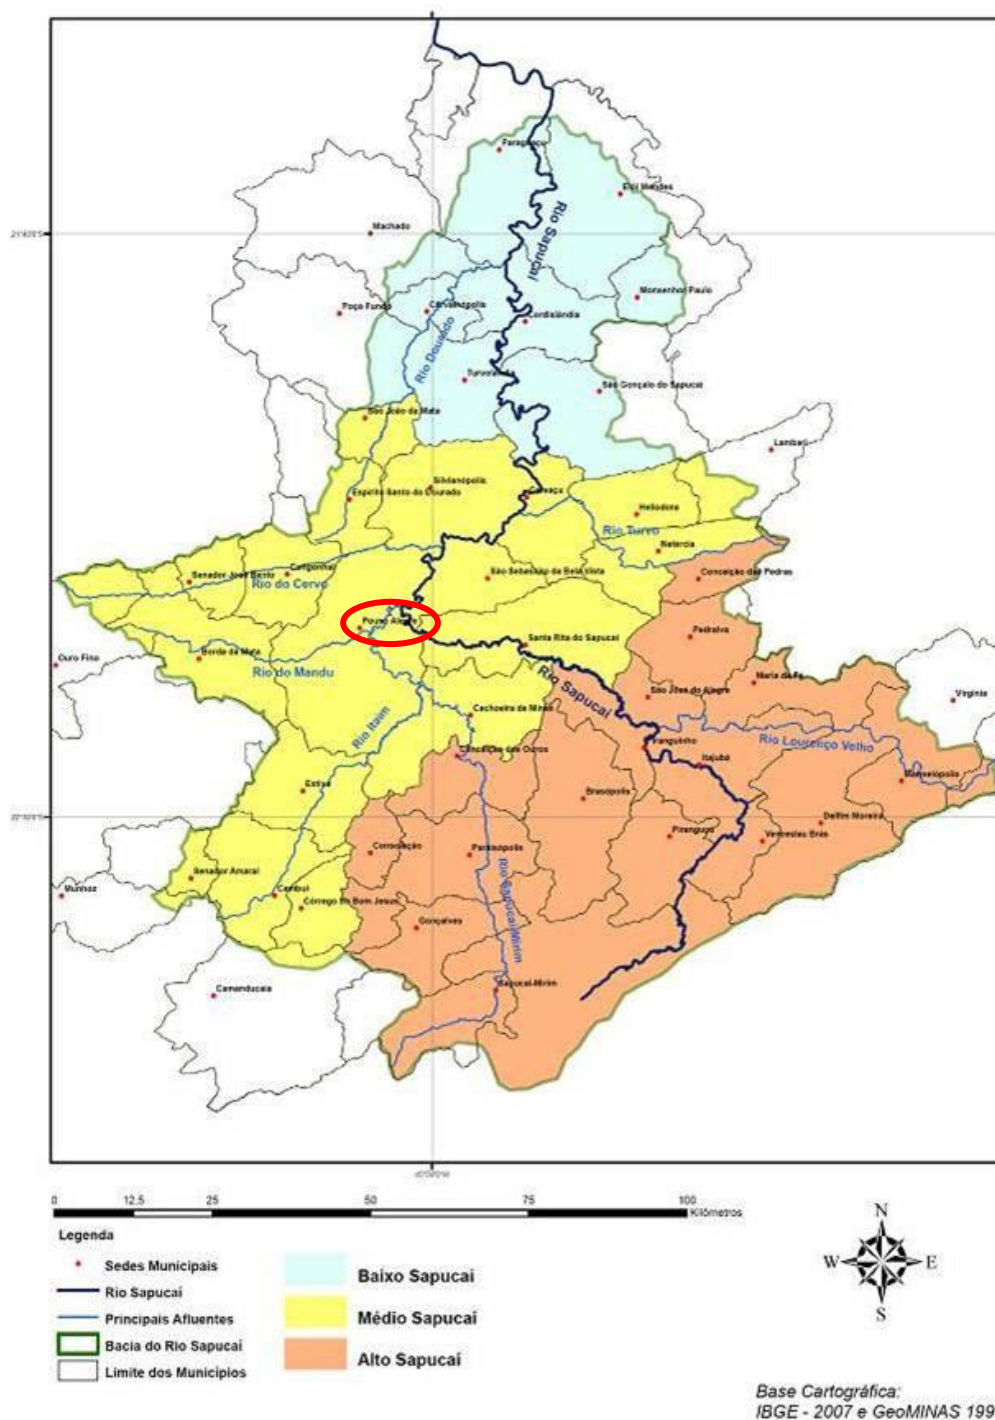 Paraguaçu
Elói Mendes
Machado
Rio Sapucaí
Monsenhor Paulo
Poço Fundo
Carvalhópolis
Cordislândia
Rio Dourado
Turvolândia
São Gonçalo do Sapucaí
São João da Mata
Lambari
Silvianópolis
Espírito Santo do Dourado
Careaçu
Heliodora
Rio Turvo
Natércia
Congonhal
Senador José Bento
Rio do Cervo
São Sebastião da Bela Vista
Conceição das Pedras
Pouso Alegre
Pedralva
Santa Rita do Sapucaí
Ouro Fino
Borda da Mata
Rio do Mandu
Rio Sapucaí
Maria da Fé
São José do Alegre
Virgínia
Cachoeira de Minas
Rio Itaim
Piranguinho
Rio Lourenço Velho
Conceição dos Ouros
Itajubá
Marmelópolis
Estiva
Brasópolis
Delfim Moreira
Piranguçu
Wenceslau Brás
Consolação
Paraisópolis
Senador Amaral
Munhoz
Cambuí
Córrego do Bom Jesus
Rio Sapucaí Mirim
Gonçalves
Camanducaia
Sapucaí-Mirim
0 12,5 25 50 75 100
Kilômetros
Legenda
Sedes Municipais
Rio Sapucaí
Principais Afluentes
Bacia do Rio Sapucaí
Limite dos Municípios
Baixo Sapucaí
Médio Sapucaí
Alto Sapucaí
N
W E
S
Base Cartográfica:
IBGE - 2007 e GeoMINAS 199